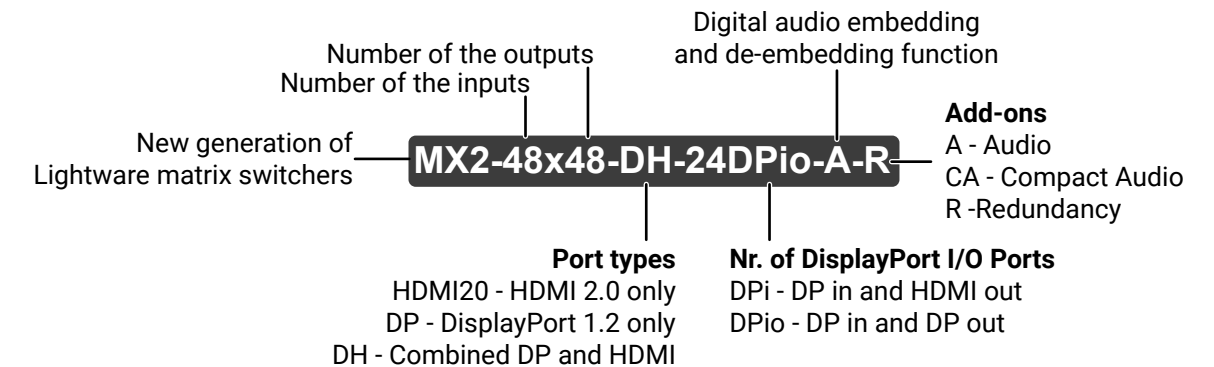 Digital audio embedding
and de-embedding function
Number of the outputs
Number of the inputs
New generation of
Lightware matrix switchers
MX2-48x48-DH-24DPio-A-R
Add-ons
A - Audio
CA - Compact Audio
R -Redundancy
Port types
HDMI20 - HDMI 2.0 only
DP - DisplayPort 1.2 only
DH - Combined DP and HDMI
Nr. of DisplayPort I/O Ports
DPi - DP in and HDMI out
DPio - DP in and DP out